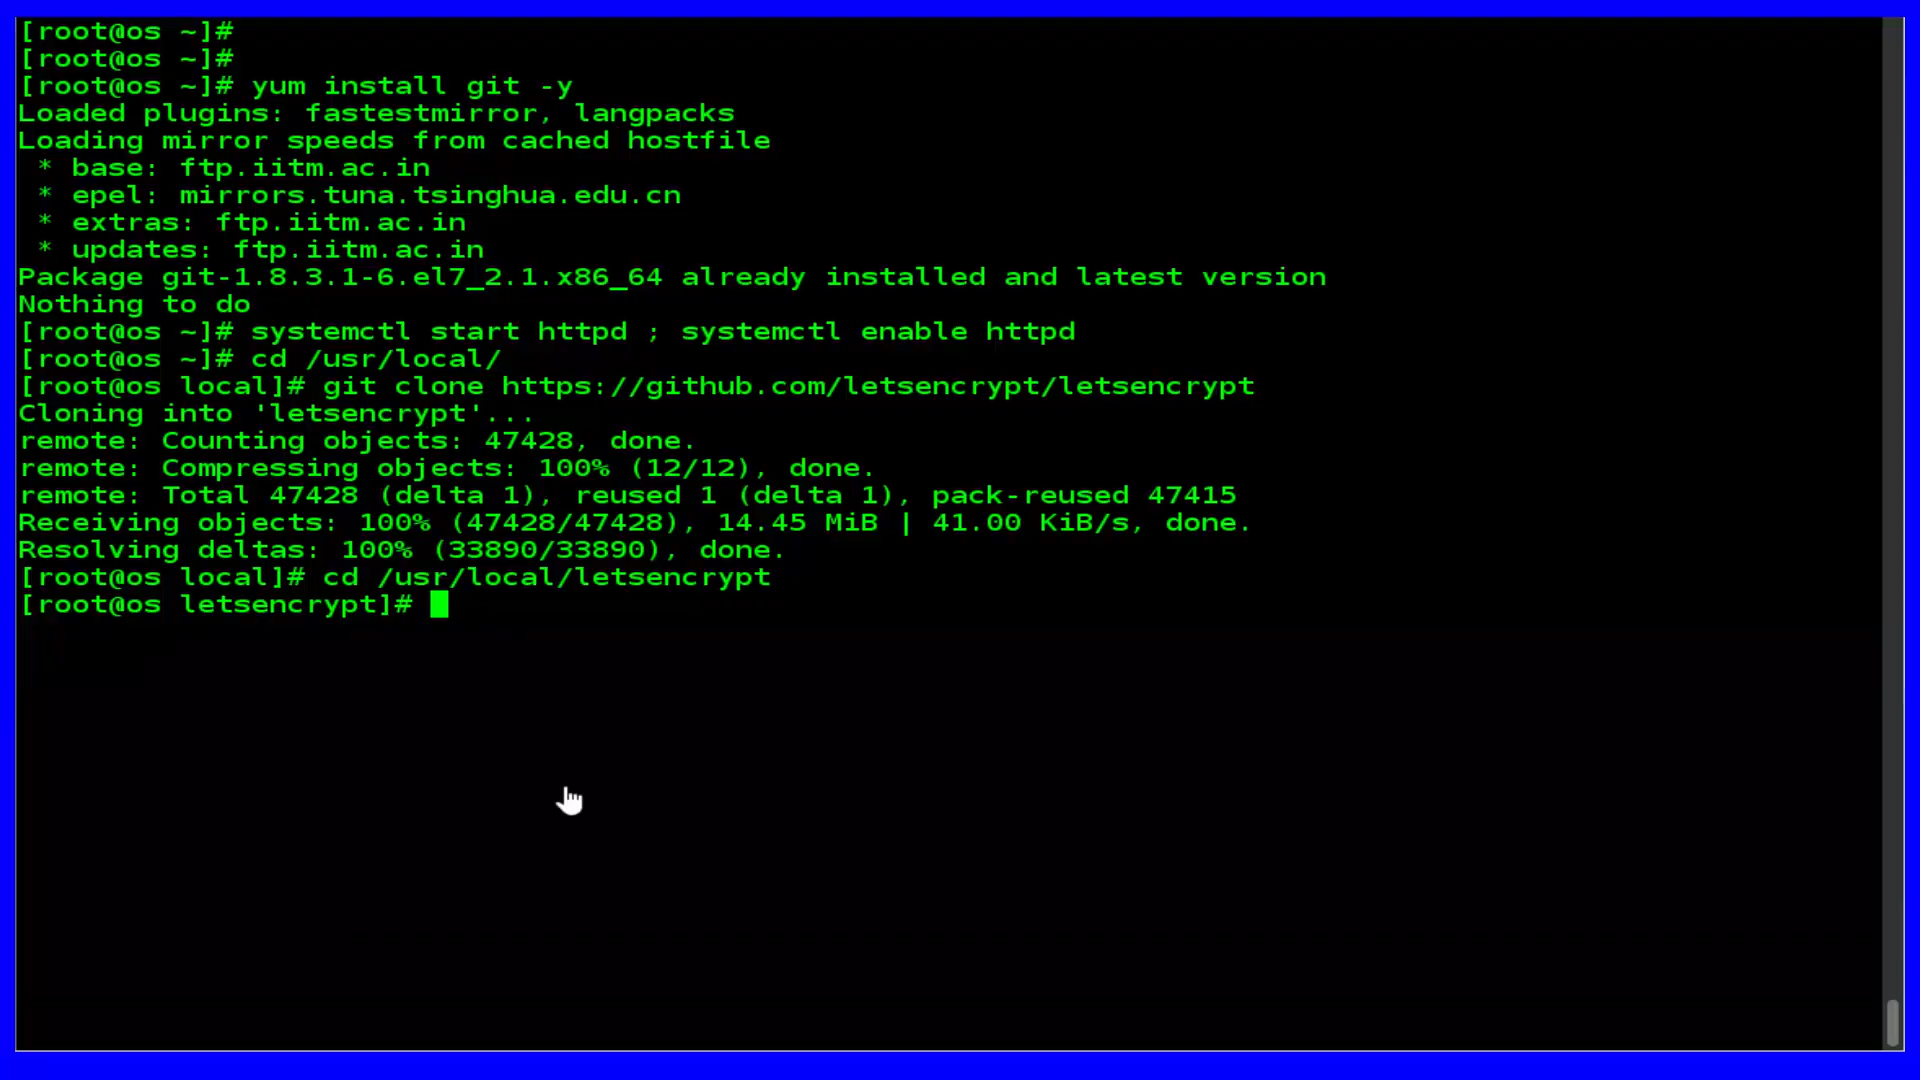 [root@os ~]#
[root@os ~]#
[root@os ~]# yum install git -y
Loaded plugins: fastestmirror, langpacks
Loading mirror speeds from cached hostfile
 * base: ftp.iitm.ac.in
 * epel: mirrors.tuna.tsinghua.edu.cn
 * extras: ftp.iitm.ac.in
 * updates: ftp.iitm.ac.in
Package git-1.8.3.1-6.el7_2.1.x86_64 already installed and latest version
Nothing to do
[root@os ~]# systemctl start httpd ; systemctl enable httpd
[root@os ~]# cd /usr/local/
[root@os local]# git clone https://github.com/letsencrypt/letsencrypt
Cloning into 'letsencrypt'...
remote: Counting objects: 47428, done.
remote: Compressing objects: 100% (12/12), done.
remote: Total 47428 (delta 1), reused 1 (delta 1), pack-reused 47415
Receiving objects: 100% (47428/47428), 14.45 MiB | 41.00 KiB/s, done.
Resolving deltas: 100% (33890/33890), done.
[root@os local]# cd /usr/local/letsencrypt
[root@os letsencrypt]#